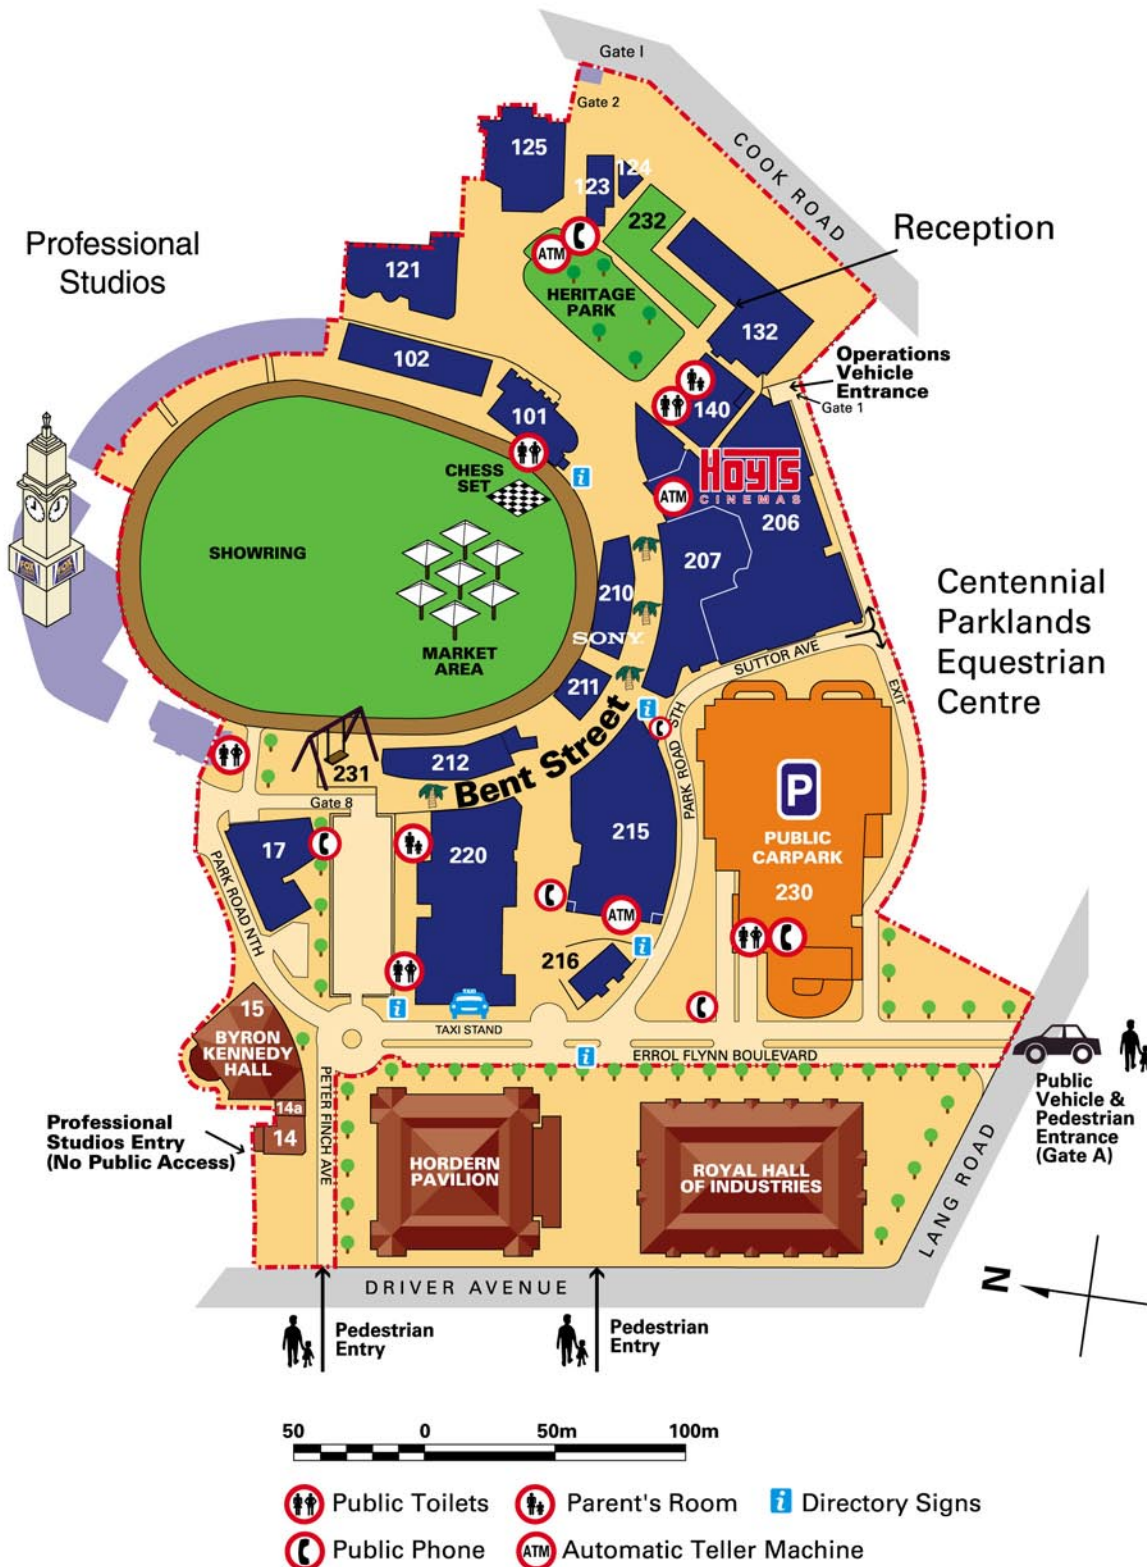 Gate I
Gate 2
COOK ROAD
125
124
123
232
Reception
Professional
Studios
121
ATM
HERITAGE
PARK
132
102
Operations
Vehicle
Entrance
Gate 1
140
101
HOYTS
CINEMAS
CHESS
SET
ATM
206
SHOWRING
207
210
Centennial
Parklands
Equestrian
Centre
SONY
MARKET
AREA
SUTTOR AVE
211
EXIT
Bent Street
PARK ROAD STH
212
231
P
Gate 8
PUBLIC
CARPARK
230
17
220
215
PARK ROAD NTH
ATM
216
15
BYRON
KENNEDY
HALL
TAXI
TAXI STAND
ERROL FLYNN BOULEVARD
14a
14
PETER FINCH AVE
Public
Vehicle &
Pedestrian
Entrance
(Gate A)
Professional
Studios Entry
(No Public Access)
HORDERN
PAVILION
ROYAL HALL
OF INDUSTRIES
LANG ROAD
DRIVER AVENUE
N
Pedestrian
Entry
Pedestrian
Entry
50 0 50m 100m
Public Toilets
Parent's Room
i Directory Signs
Public Phone
ATM Automatic Teller Machine